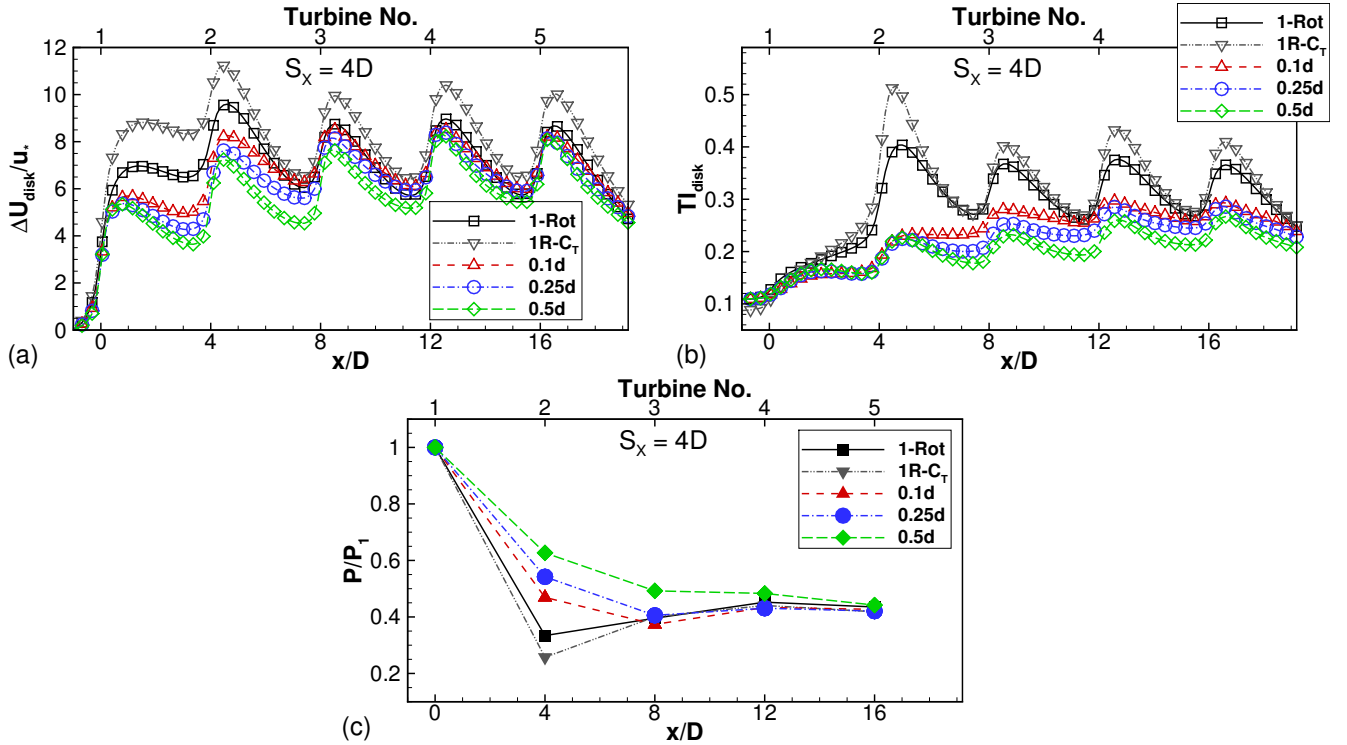 Turbine No.
1 2 3 4 5
S_X = 4D
ΔU_disk/u_*
12
10
8
6
4
2
0
1-Rot
1R-C_T
0.1d
0.25d
0.5d
0 4 8 12 16
x/D
(a)
Turbine No.
1 2 3 4
S_X = 4D
TI_disk
0.5
0.4
0.3
0.2
0.1
1-Rot
1R-C_T
0.1d
0.25d
0.5d
0 4 8 12 16
x/D
(b)
Turbine No.
1 2 3 4 5
S_X = 4D
P/P_1
1
0.8
0.6
0.4
0.2
1-Rot
1R-C_T
0.1d
0.25d
0.5d
0 4 8 12 16
x/D
(c)